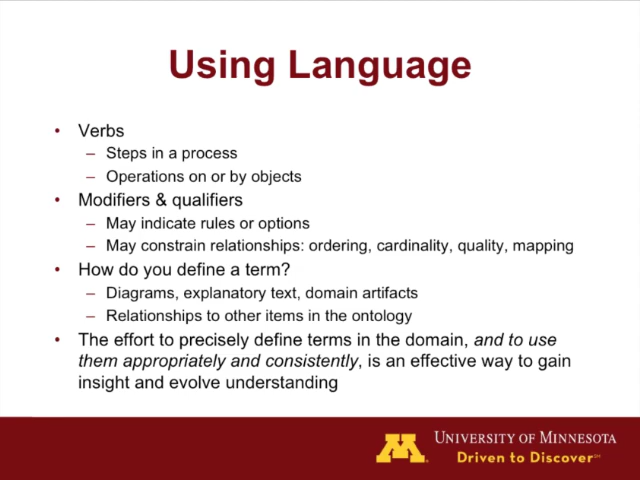 Using Language
• Verbs
– Steps in a process
– Operations on or by objects
• Modifiers & qualifiers
– May indicate rules or options
– May constrain relationships: ordering, cardinality, quality, mapping
• How do you define a term?
– Diagrams, explanatory text, domain artifacts
– Relationships to other items in the ontology
• The effort to precisely define terms in the domain, and to use
them appropriately and consistently, is an effective way to gain
insight and evolve understanding
M
UNIVERSITY OF MINNESOTA
Driven to Discover℠